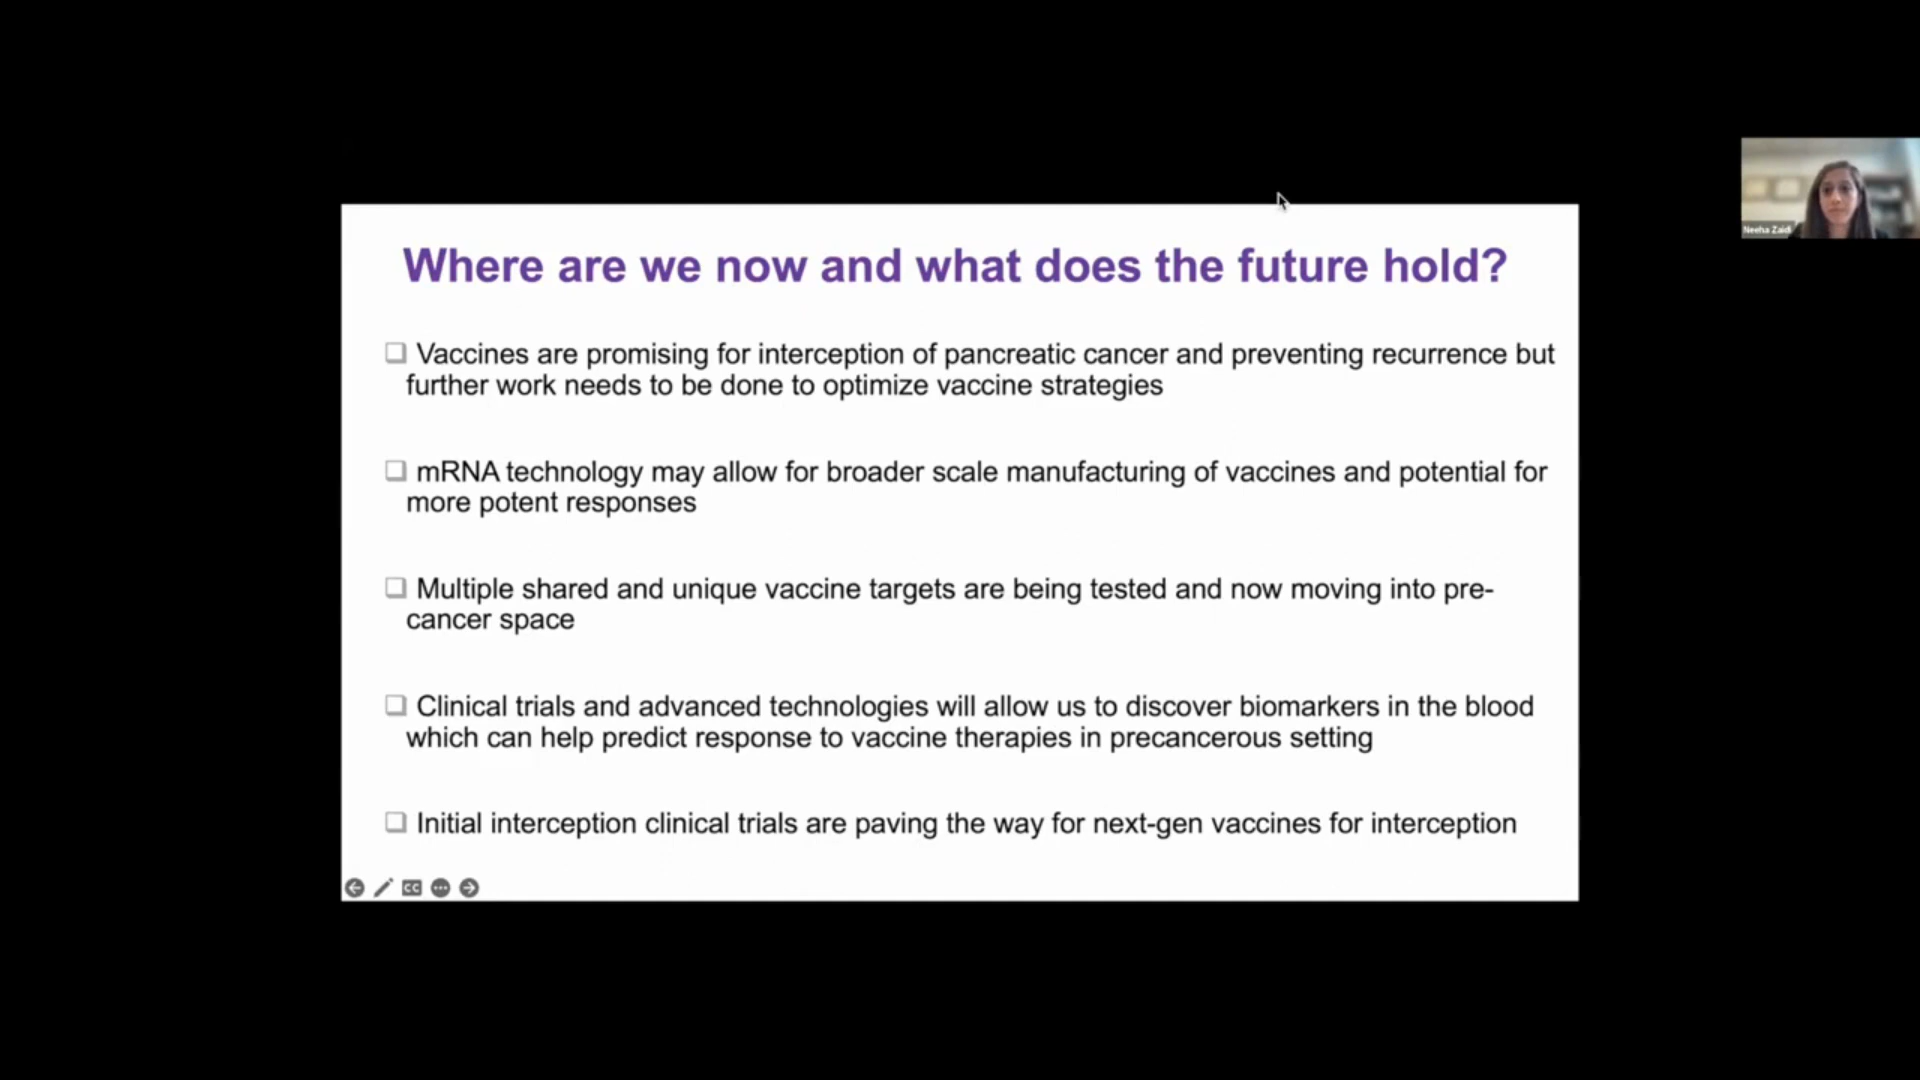 Where are we now and what does the future hold?
Vaccines are promising for interception of pancreatic cancer and preventing recurrence but
further work needs to be done to optimize vaccine strategies
mRNA technology may allow for broader scale manufacturing of vaccines and potential for
more potent responses
Multiple shared and unique vaccine targets are being tested and now moving into pre-
cancer space
Clinical trials and advanced technologies will allow us to discover biomarkers in the blood
which can help predict response to vaccine therapies in precancerous setting
Initial interception clinical trials are paving the way for next-gen vaccines for interception
CC
Neeha Zaidi